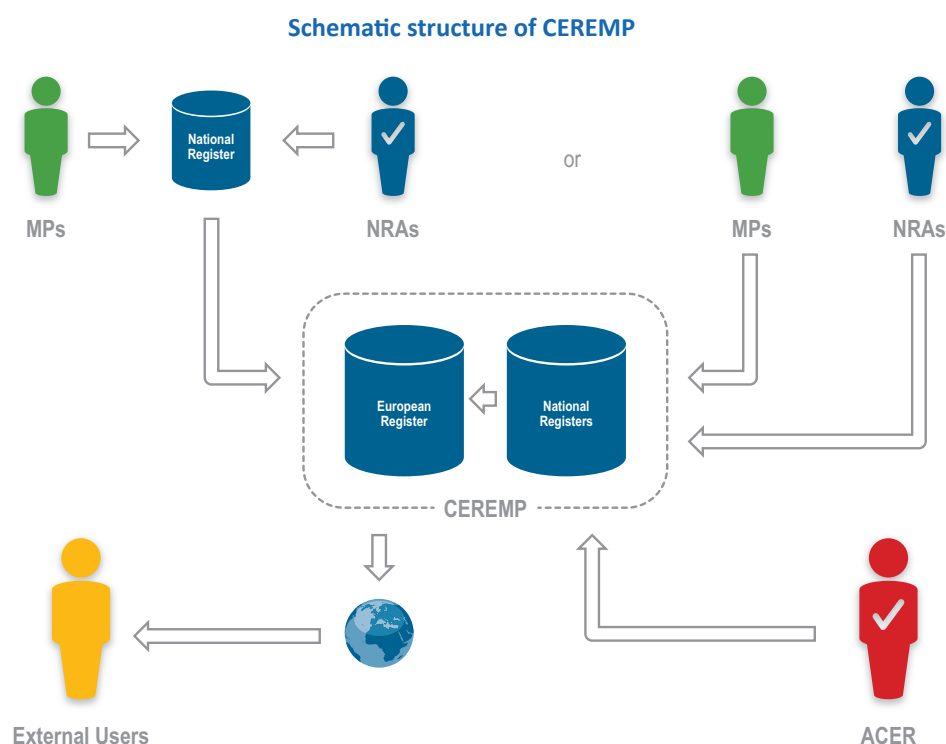 Schematic structure of CEREMP
National
Register
or
MPs
NRAs
MPs
NRAs
European
Register
National
Registers
CEREMP
External Users
ACER